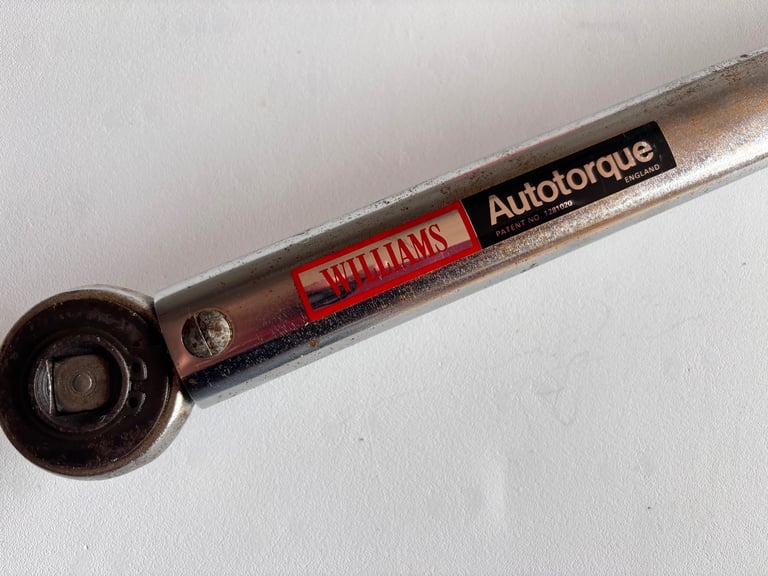 WILLIAMS
Autotorque
ENGLAND
PATENT NO. 1281020